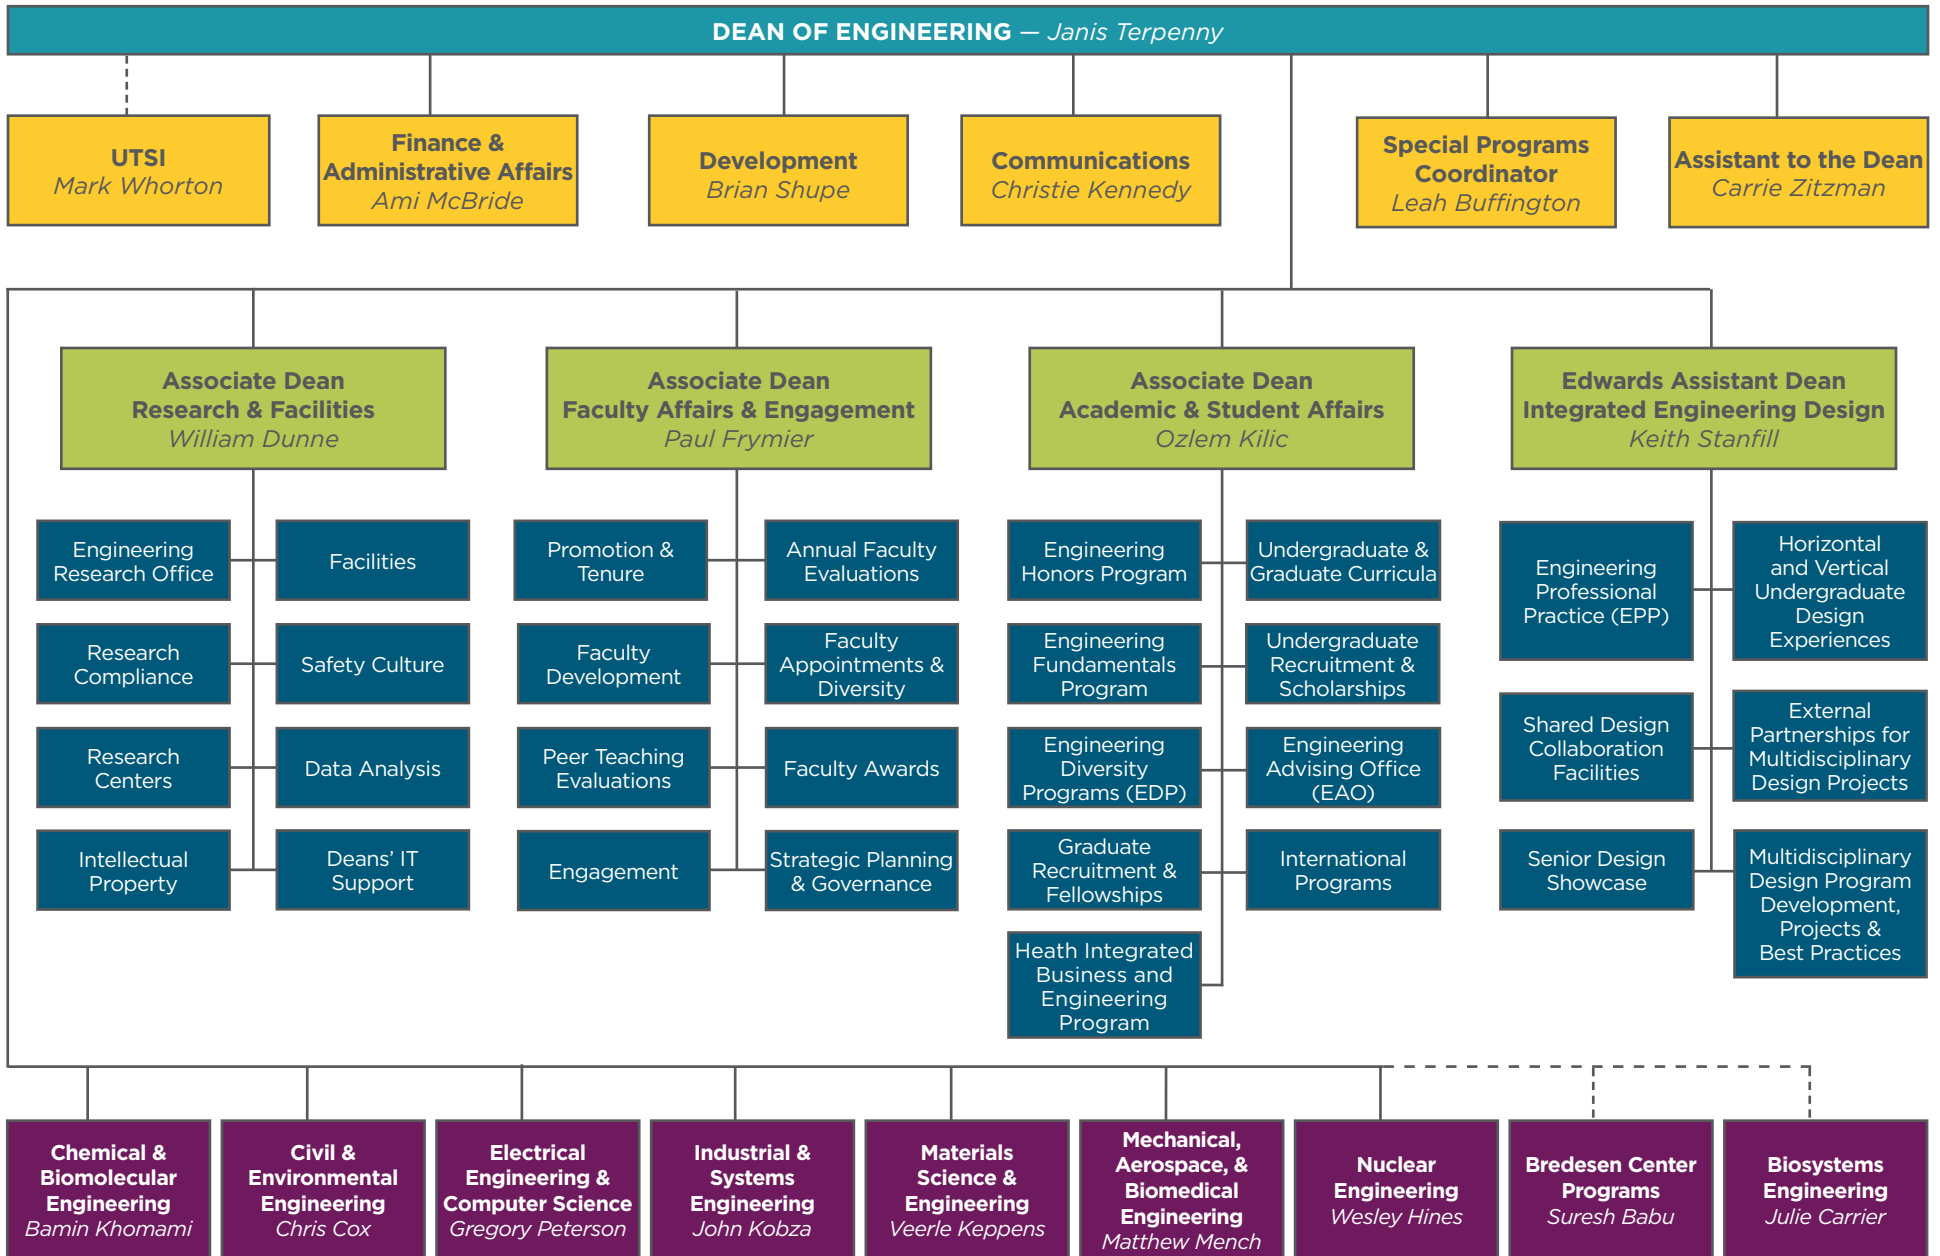 DEAN OF ENGINEERING — Janis Terpenny
UTSI
Mark Whorton
Finance &
Administrative Affairs
Ami McBride
Development
Brian Shupe
Communications
Christie Kennedy
Special Programs
Coordinator
Leah Buffington
Assistant to the Dean
Carrie Zitzman
Associate Dean
Research & Facilities
William Dunne
Associate Dean
Faculty Affairs & Engagement
Paul Frymier
Associate Dean
Academic & Student Affairs
Ozlem Kilic
Edwards Assistant Dean
Integrated Engineering Design
Keith Stanfill
Engineering
Research Office
Facilities
Research
Compliance
Safety Culture
Research
Centers
Data Analysis
Intellectual
Property
Deans’ IT
Support
Promotion &
Tenure
Annual Faculty
Evaluations
Faculty
Development
Faculty
Appointments &
Diversity
Peer Teaching
Evaluations
Faculty Awards
Engagement
Strategic Planning
& Governance
Engineering
Honors Program
Undergraduate &
Graduate Curricula
Engineering
Fundamentals
Program
Undergraduate
Recruitment &
Scholarships
Engineering
Diversity
Programs (EDP)
Engineering
Advising Office
(EAO)
Graduate
Recruitment &
Fellowships
International
Programs
Heath Integrated
Business and
Engineering
Program
Engineering
Professional
Practice (EPP)
Horizontal
and Vertical
Undergraduate
Design
Experiences
Shared Design
Collaboration
Facilities
External
Partnerships for
Multidisciplinary
Design Projects
Senior Design
Showcase
Multidisciplinary
Design Program
Development,
Projects &
Best Practices
Chemical &
Biomolecular
Engineering
Bamin Khomami
Civil &
Environmental
Engineering
Chris Cox
Electrical
Engineering &
Computer Science
Gregory Peterson
Industrial &
Systems
Engineering
John Kobza
Materials
Science &
Engineering
Veerle Keppens
Mechanical,
Aerospace, &
Biomedical
Engineering
Matthew Mench
Nuclear
Engineering
Wesley Hines
Bredesen Center
Programs
Suresh Babu
Biosystems
Engineering
Julie Carrier